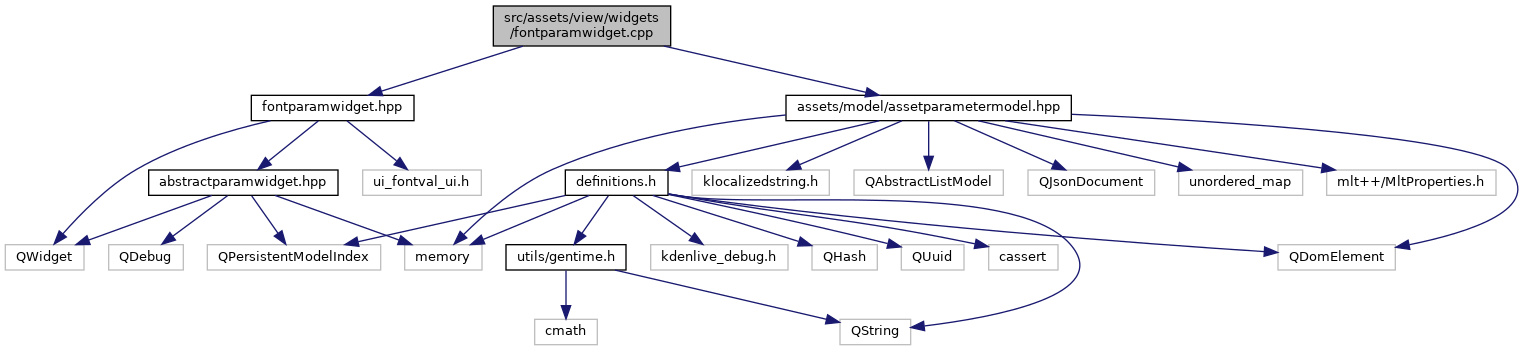 src/assets/view/widgets
/fontparamwidget.cpp
fontparamwidget.hpp
assets/model/assetparametermodel.hpp
abstractparamwidget.hpp
ui_fontval_ui.h
definitions.h
klocalizedstring.h
QAbstractListModel
QJsonDocument
unordered_map
mlt++/MltProperties.h
QWidget
QDebug
QPersistentModelIndex
memory
utils/gentime.h
kdenlive_debug.h
QHash
QUuid
cassert
QDomElement
cmath
QString